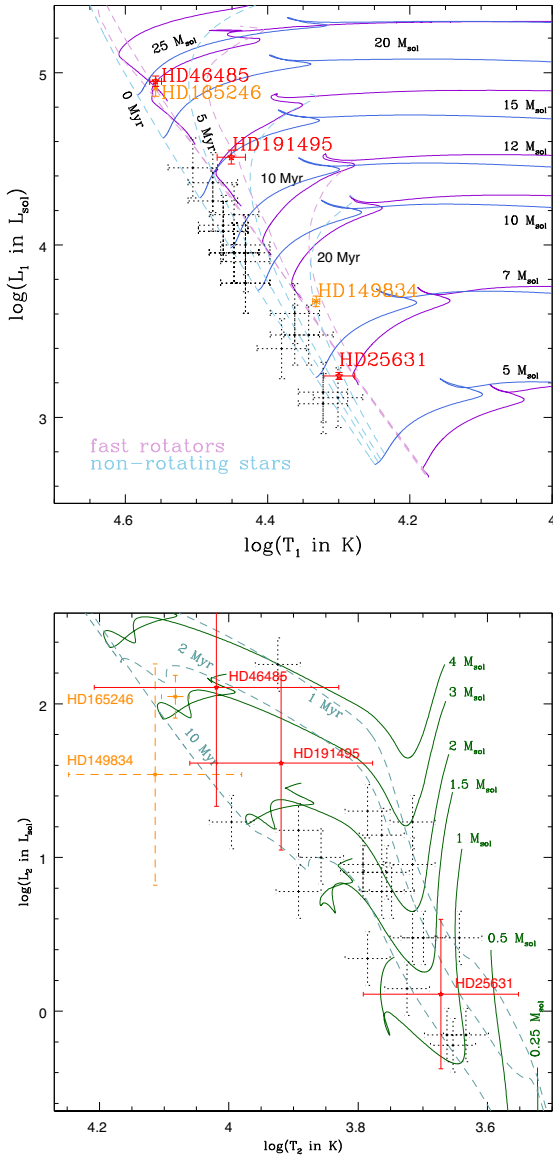 25 M_sol
20 M_sol
5
HD46485
HD165246
0 Myr
5 Myr
15 M_sol
HD191495
12 M_sol
10 Myr
10 M_sol
4
20 Myr
7 M_sol
HD149834
HD25631
5 M_sol
3
fast rotators
non-rotating stars
log(L_1 in L_sol)
4.6
4.4
4.2
4
log(T_1 in K)
2 Myr
HD46485
4 M_sol
HD165246
1 Myr
3 M_sol
2
10 Myr
HD191495
2 M_sol
HD149834
1.5 M_sol
1
1 M_sol
0.5 M_sol
HD25631
0
0.25 M_sol
log(L_2 in L_sol)
4.2
4
3.8
3.6
log(T_2 in K)